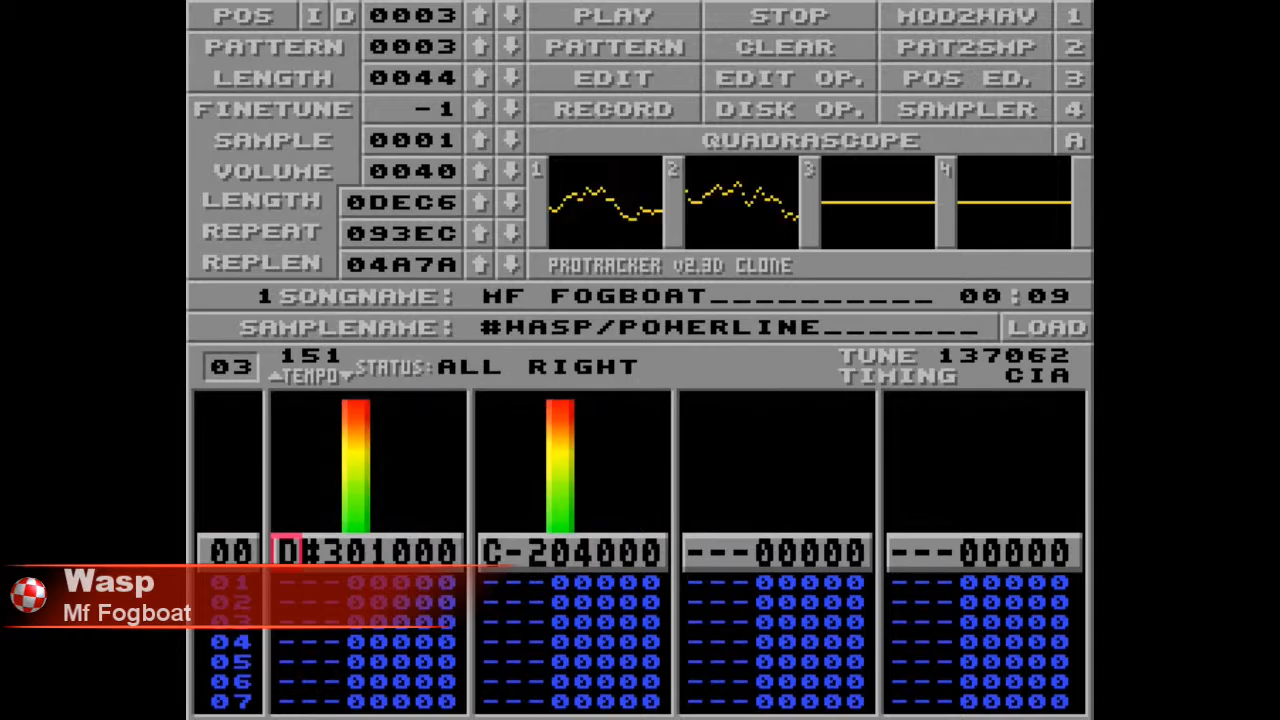 POS I D 0003 PLAY STOP MOD2WAV 1
PATTERN 0003 PATTERN CLEAR PAT2SMP 2
LENGTH 0044 EDIT EDIT OP. POS ED. 3
FINETUNE -1 RECORD DISK OP. SAMPLER 4
SAMPLE 0001 QUADRASCOPE A
VOLUME 0040 1 2 3 4
LENGTH 0DEC6
REPEAT 093EC
REPLEN 04A7A PROTRACKER V2.3D CLONE
1 SONGNAME: MF FOGBOAT__________ 00:09
SAMPLENAME: #WASP/POWERLINE_______ LOAD
03 151 TEMPO STATUS: ALL RIGHT TUNE 137062
TIMING CIA
00 D#301000 C-204000 ---00000 ---00000
01 ---00000 ---00000 ---00000 ---00000
02 ---00000 ---00000 ---00000 ---00000
03 ---00000 ---00000 ---00000 ---00000
04 ---00000 ---00000 ---00000 ---00000
05 ---00000 ---00000 ---00000 ---00000
06 ---00000 ---00000 ---00000 ---00000
07 ---00000 ---00000 ---00000 ---00000
Wasp
Mf Fogboat